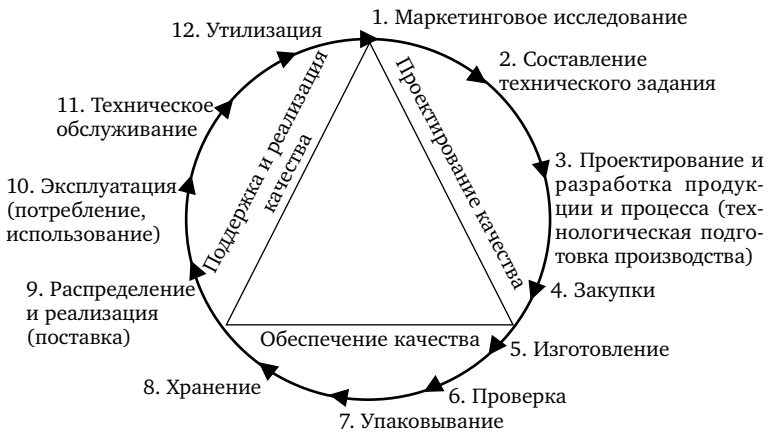 1. Маркетинговое исследование
2. Составление
технического задания
3. Проектирование и
разработка продук-
ции и процесса (тех-
нологическая подго-
товка производства)
4. Закупки
5. Изготовление
6. Проверка
7. Упаковывание
8. Хранение
9. Распределение
и реализация
(поставка)
10. Эксплуатация
(потребление,
использование)
11. Техническое
обслуживание
12. Утилизация
Проектирование качества
Обеспечение качества
Поддержка и реализация
качества